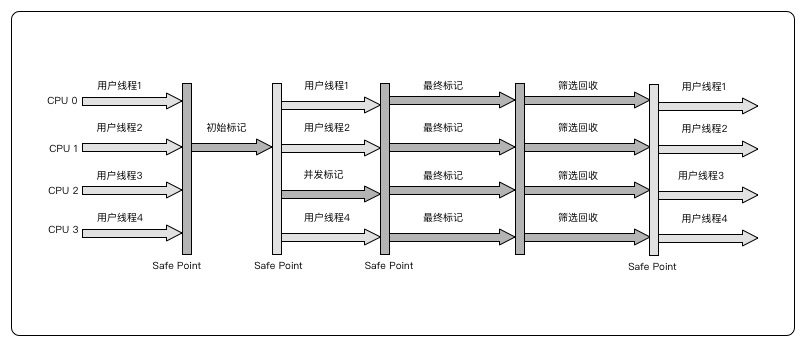 用户线程1
用户线程1
最终标记
筛选回收
用户线程1
CPU 0
用户线程2
初始标记
用户线程2
最终标记
筛选回收
用户线程2
CPU 1
用户线程3
并发标记
最终标记
筛选回收
用户线程3
CPU 2
用户线程4
用户线程4
最终标记
筛选回收
用户线程4
CPU 3
Safe Point
Safe Point
Safe Point
Safe Point